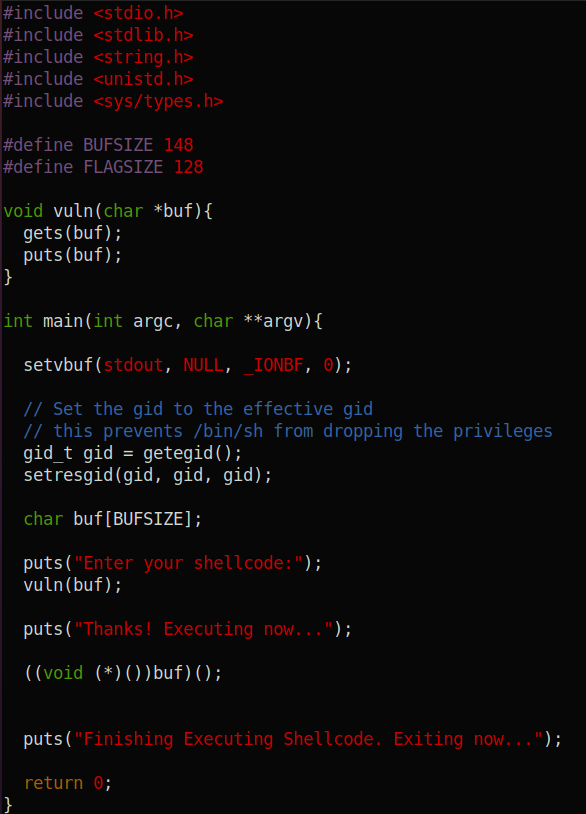 #include <stdio.h>
#include <stdlib.h>
#include <string.h>
#include <unistd.h>
#include <sys/types.h>

#define BUFSIZE 148
#define FLAGSIZE 128

void vuln(char *buf){
  gets(buf);
  puts(buf);
}

int main(int argc, char **argv){

  setvbuf(stdout, NULL, _IONBF, 0);

  // Set the gid to the effective gid
  // this prevents /bin/sh from dropping the privileges
  gid_t gid = getegid();
  setresgid(gid, gid, gid);

  char buf[BUFSIZE];

  puts("Enter your shellcode:");
  vuln(buf);

  puts("Thanks! Executing now...");

  ((void (*)())buf)();


  puts("Finishing Executing Shellcode. Exiting now...");

  return 0;
}